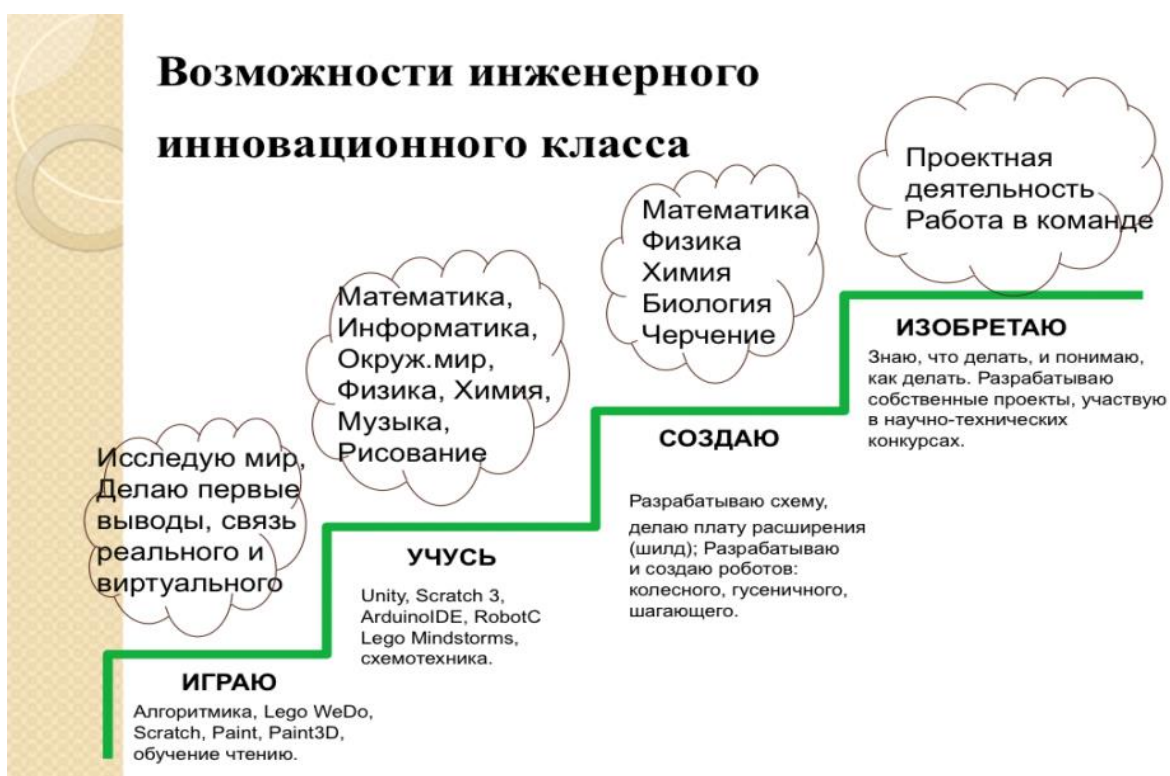 Возможности инженерного
инновационного класса
Исследую мир,
Делаю первые
выводы, связь
реального и
виртуального
ИГРАЮ
Алгоритмика, Lego WeDo,
Scratch, Paint, Paint3D,
обучение чтению.
Математика,
Информатика,
Окруж.мир,
Физика, Химия,
Музыка,
Рисование
УЧУСЬ
Unity, Scratch 3,
ArduinoIDE, RobotC
Lego Mindstorms,
схемотехника.
Математика
Физика
Химия
Биология
Черчение
СОЗДАЮ
Разрабатываю схему,
делаю плату расширения
(шилд); Разрабатываю
и создаю роботов:
колесного, гусеничного,
шагающего.
Проектная
деятельность
Работа в команде
ИЗОБРЕТАЮ
Знаю, что делать, и понимаю,
как делать. Разрабатываю
собственные проекты, участвую
в научно-технических
конкурсах.